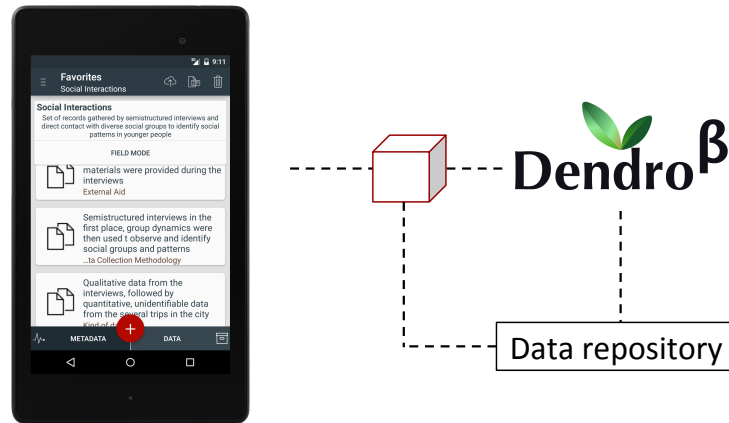 3G 9:11
Favorites
Social Interactions
Social Interactions
Set of records gathered by semistructured interviews and
direct contact with diverse social groups to identify social
patterns in younger people
FIELD MODE
materials were provided during the
interviews
External Aid
Semistructured interviews in the
first place, group dynamics were
then used t observe and identify
social groups and patterns
...ta Collection Methodology
Qualitative data from the
interviews, followed by
quantitative, unidentifiable data
from the several trips in the city
Kind of da
METADATA
+
DATA
Dendro β
Data repository